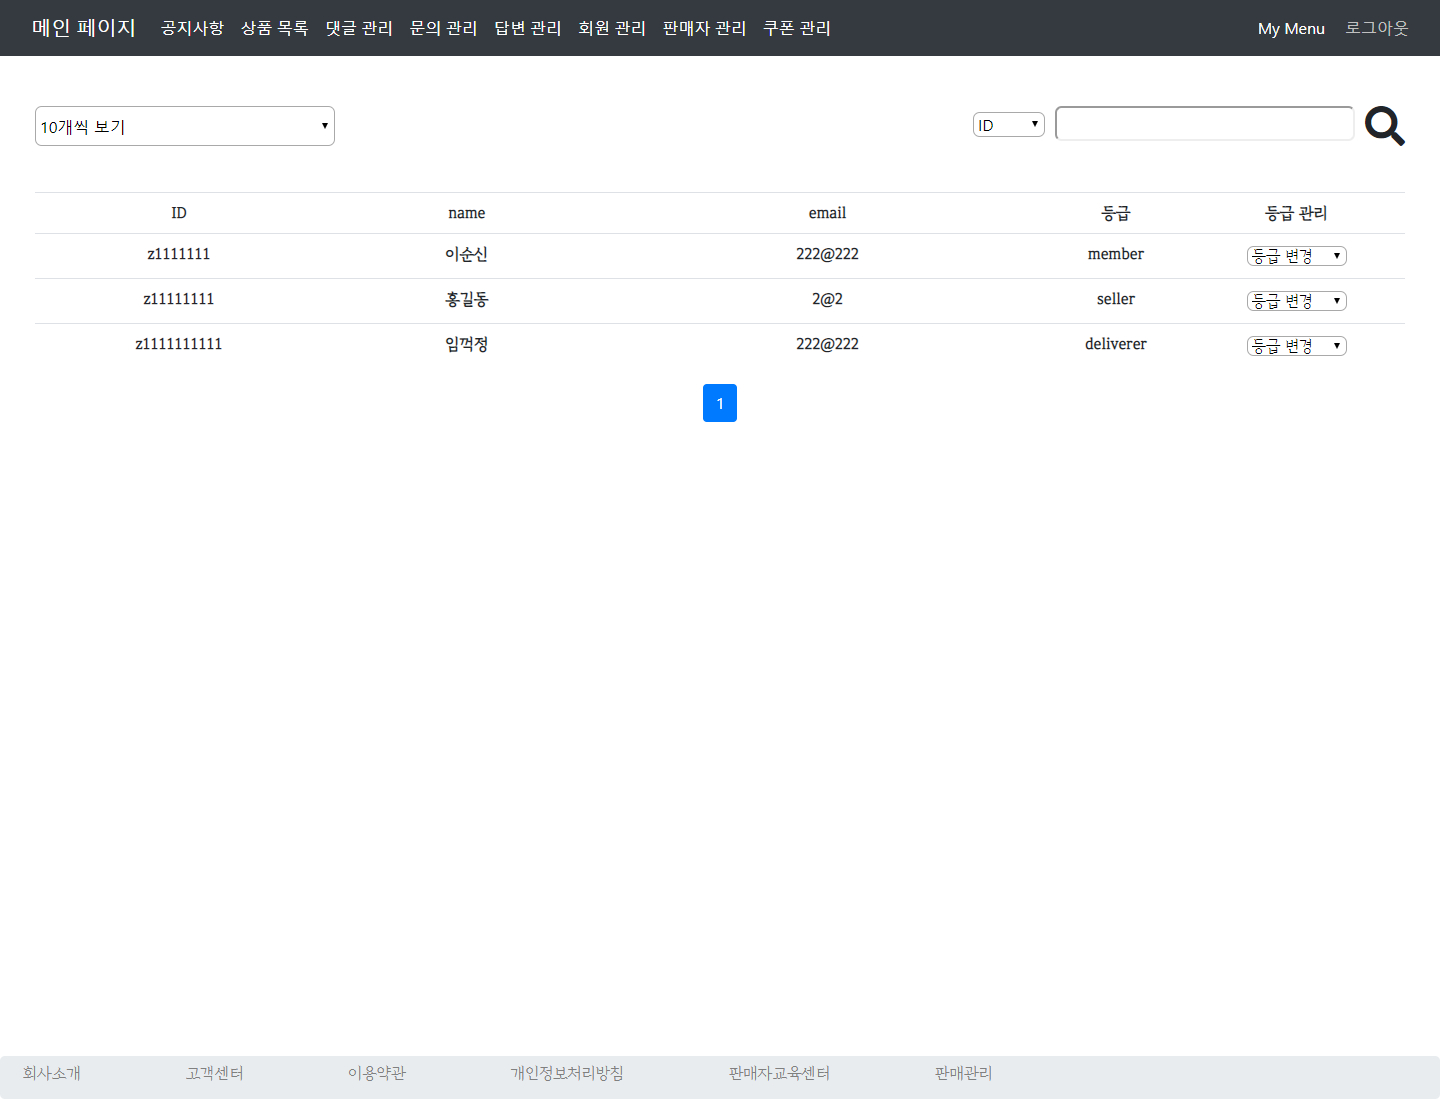 메인 페이지 공지사항 상품 목록 댓글 관리 문의 관리 답변 관리 회원 관리 판매자 관리 쿠폰 관리 My Menu 로그아웃
10개씩 보기 ID
ID name email 등급 등급 관리
z1111111 이순신 222@222 member 등급 변경
z11111111 홍길동 2@2 seller 등급 변경
z1111111111 임꺽정 222@222 deliverer 등급 변경
1
회사소개 고객센터 이용약관 개인정보처리방침 판매자교육센터 판매관리